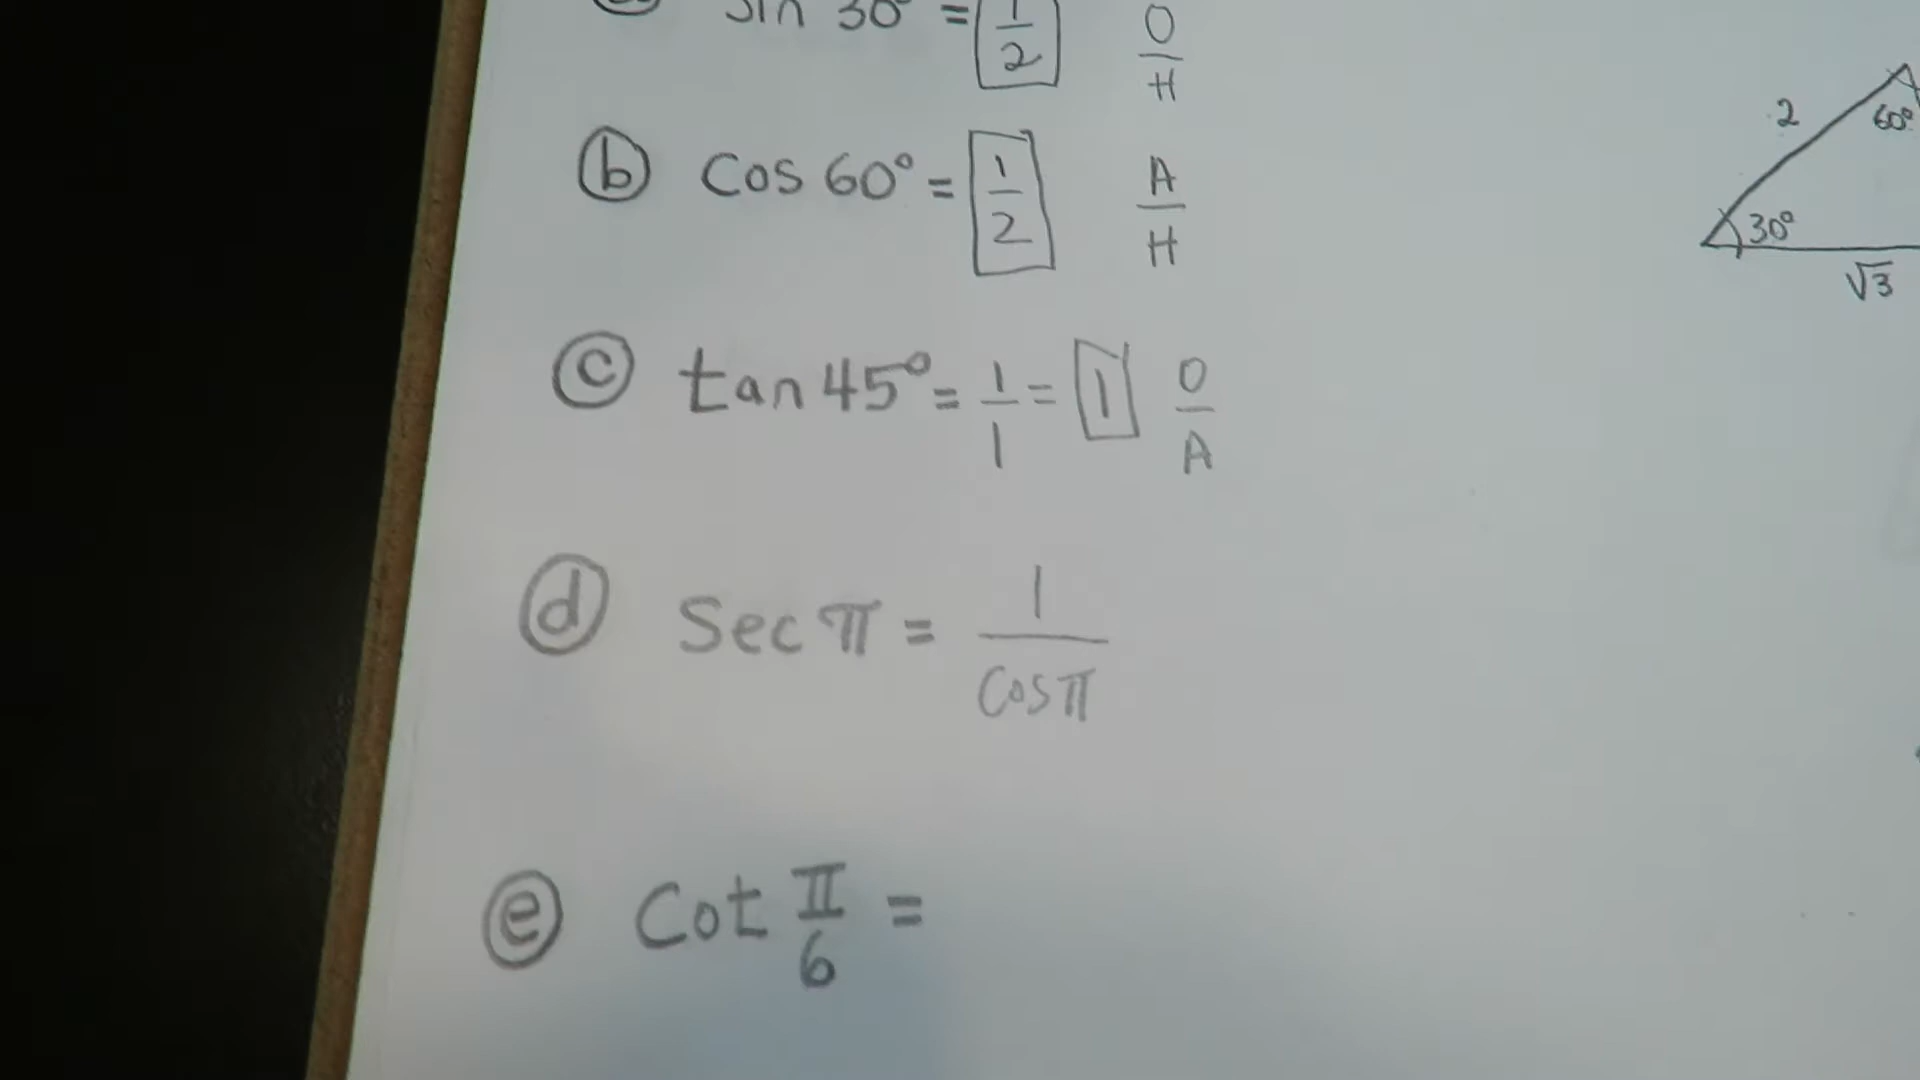 sin 30° = 1/2 O/H
ⓑ Cos 60° = 1/2 A/H
ⓒ tan 45° = 1/1 = 1 O/A
ⓓ Sec π = 1/cos π
ⓔ Cot π/6 =
2
60°
30°
√3